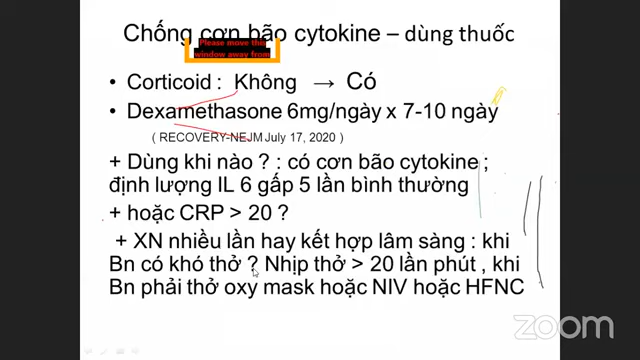 Chống cơn bão cytokine – dùng thuốc
Please move this
window away from
• Corticoid : Không → Có
• Dexamethasone 6mg/ngày x 7-10 ngày
( RECOVERY-NEJM July 17, 2020 )
+ Dùng khi nào ? : có cơn bão cytokine ;
định lượng IL 6 gấp 5 lần bình thường
+ hoặc CRP > 20 ?
+ XN nhiều lần hay kết hợp lâm sàng : khi
Bn có khó thở ? Nhịp thở > 20 lần phút , khi
Bn phải thở oxy mask hoặc NIV hoặc HFNC
zoom